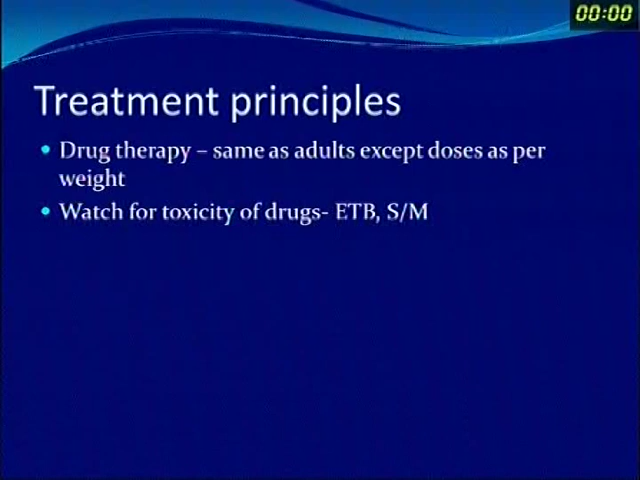 00:00
Treatment principles
• Drug therapy – same as adults except doses as per
weight
• Watch for toxicity of drugs- ETB, S/M